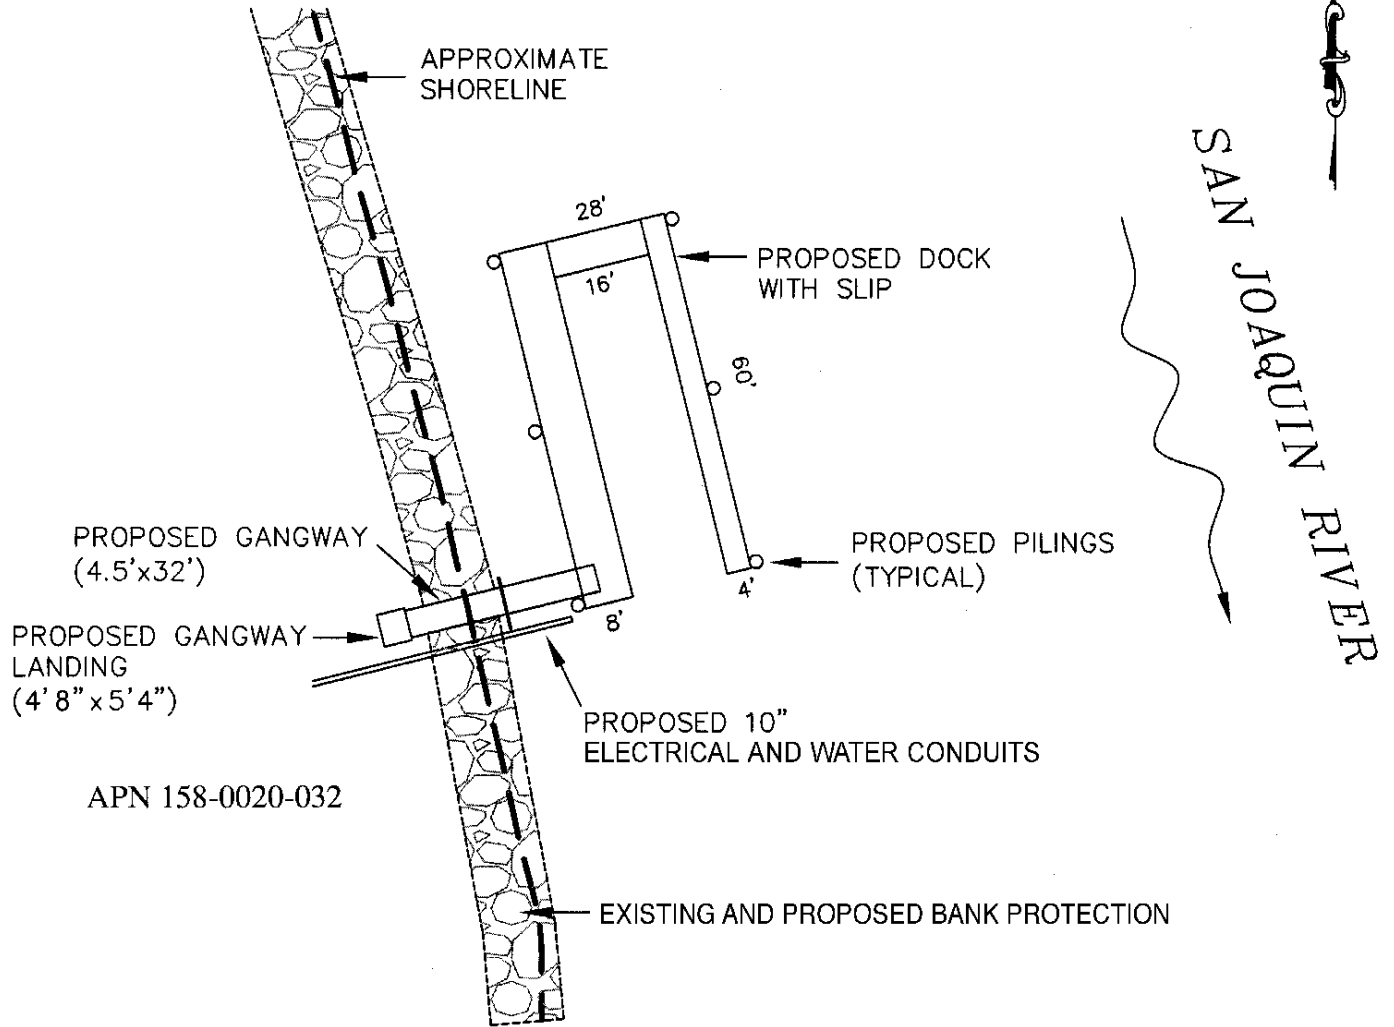 APPROXIMATE
SHORELINE
SAN JOAQUIN RIVER
28'
PROPOSED DOCK
WITH SLIP
16'
60'
PROPOSED GANGWAY
(4.5'x32')
PROPOSED PILINGS
(TYPICAL)
4'
8'
PROPOSED GANGWAY
LANDING
(4'8"x5'4")
PROPOSED 10"
ELECTRICAL AND WATER CONDUITS
APN 158-0020-032
EXISTING AND PROPOSED BANK PROTECTION